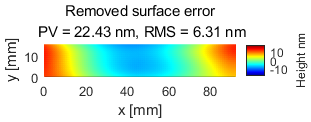 Removed surface error
PV = 22.43 nm, RMS = 6.31 nm
y [mm]
10
0
0
20
40
60
80
x [mm]
10
0
-10
Height nm